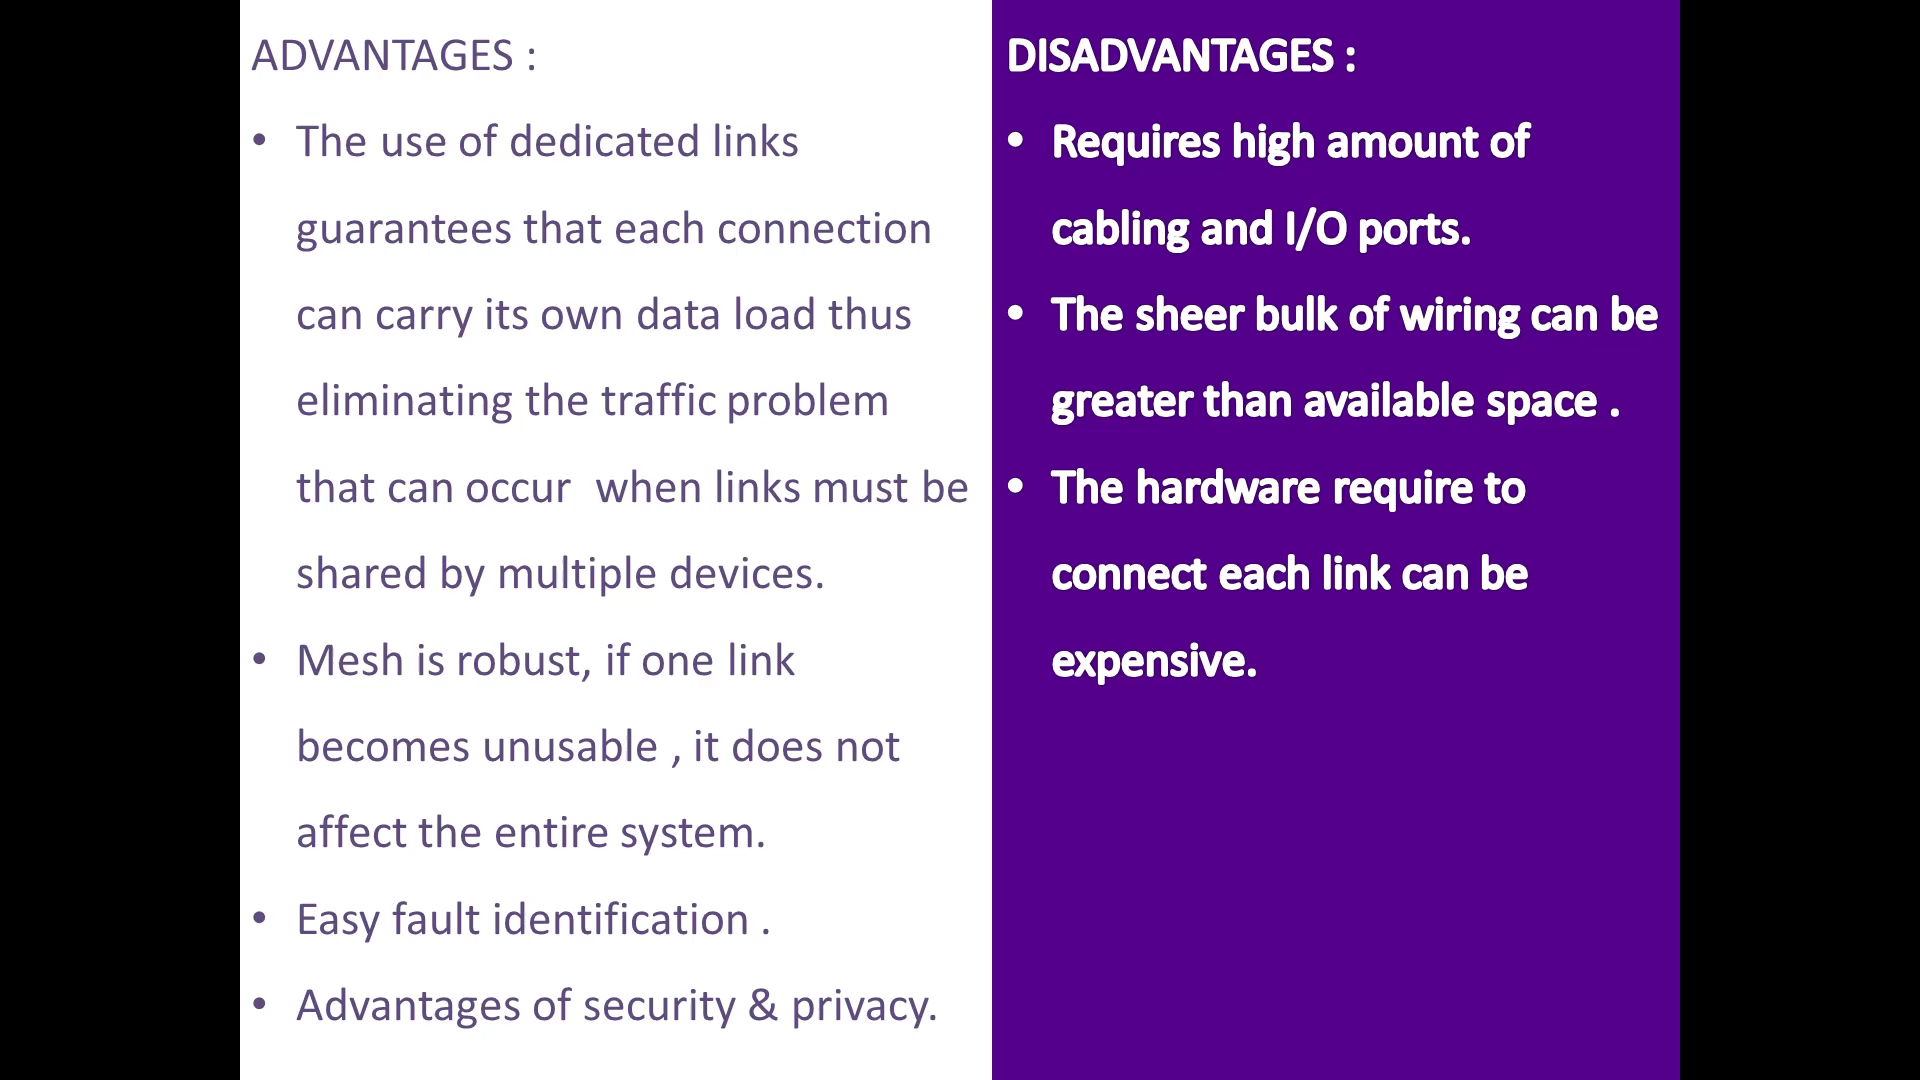 ADVANTAGES :
• The use of dedicated links
guarantees that each connection
can carry its own data load thus
eliminating the traffic problem
that can occur  when links must be
shared by multiple devices.
• Mesh is robust, if one link
becomes unusable , it does not
affect the entire system.
• Easy fault identification .
• Advantages of security & privacy.
DISADVANTAGES :
• Requires high amount of
cabling and I/O ports.
• The sheer bulk of wiring can be
greater than available space .
• The hardware require to
connect each link can be
expensive.